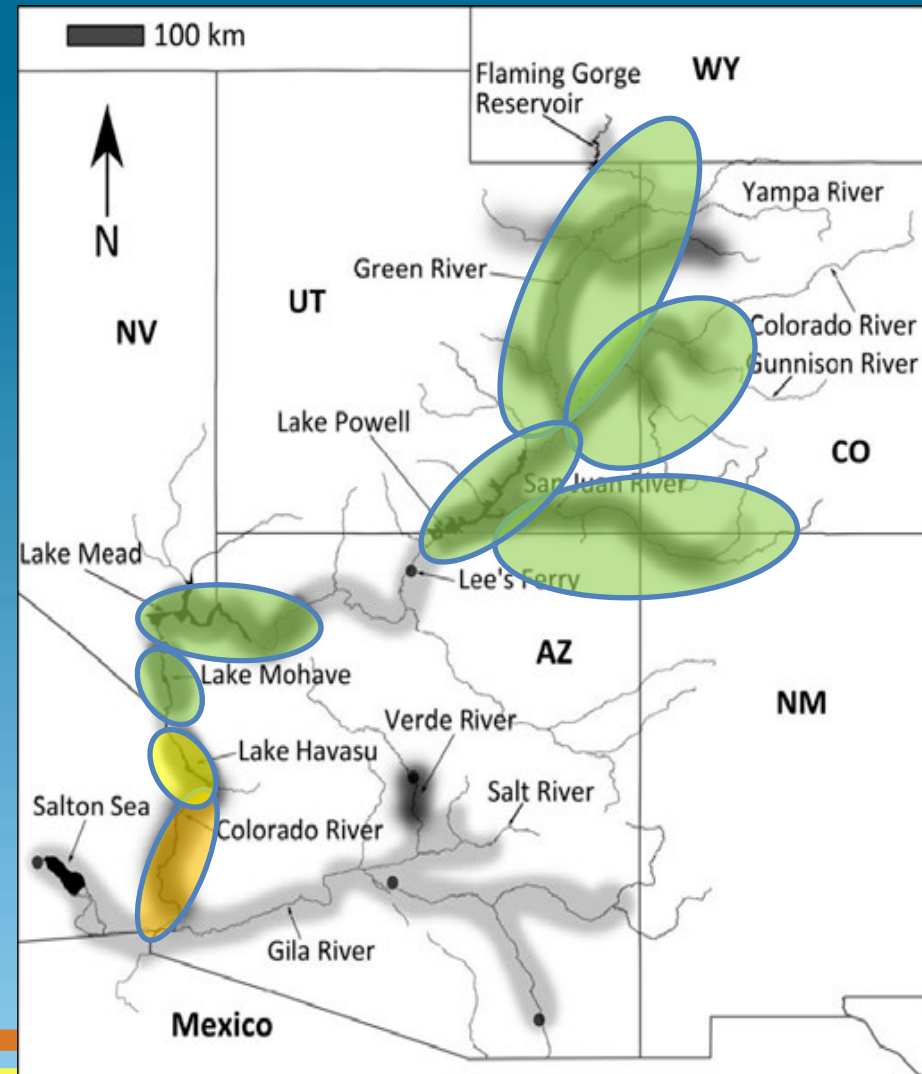 100 km
Flaming Gorge
Reservoir
WY
N
Yampa River
Green River
UT
NV
Colorado River
Gunnison River
Lake Powell
CO
San Juan River
Lake Mead
Lee's Ferry
AZ
Lake Mohave
NM
Verde River
Lake Havasu
Salt River
Salton Sea
Colorado River
Gila River
Mexico